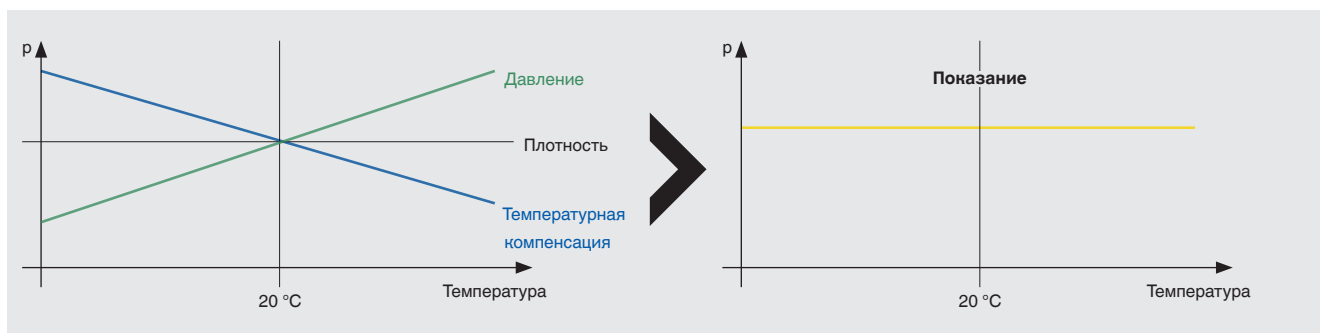 p
Давление
Плотность
Температурная
компенсация
Температура
20 °C
p
Показание
Температура
20 °C